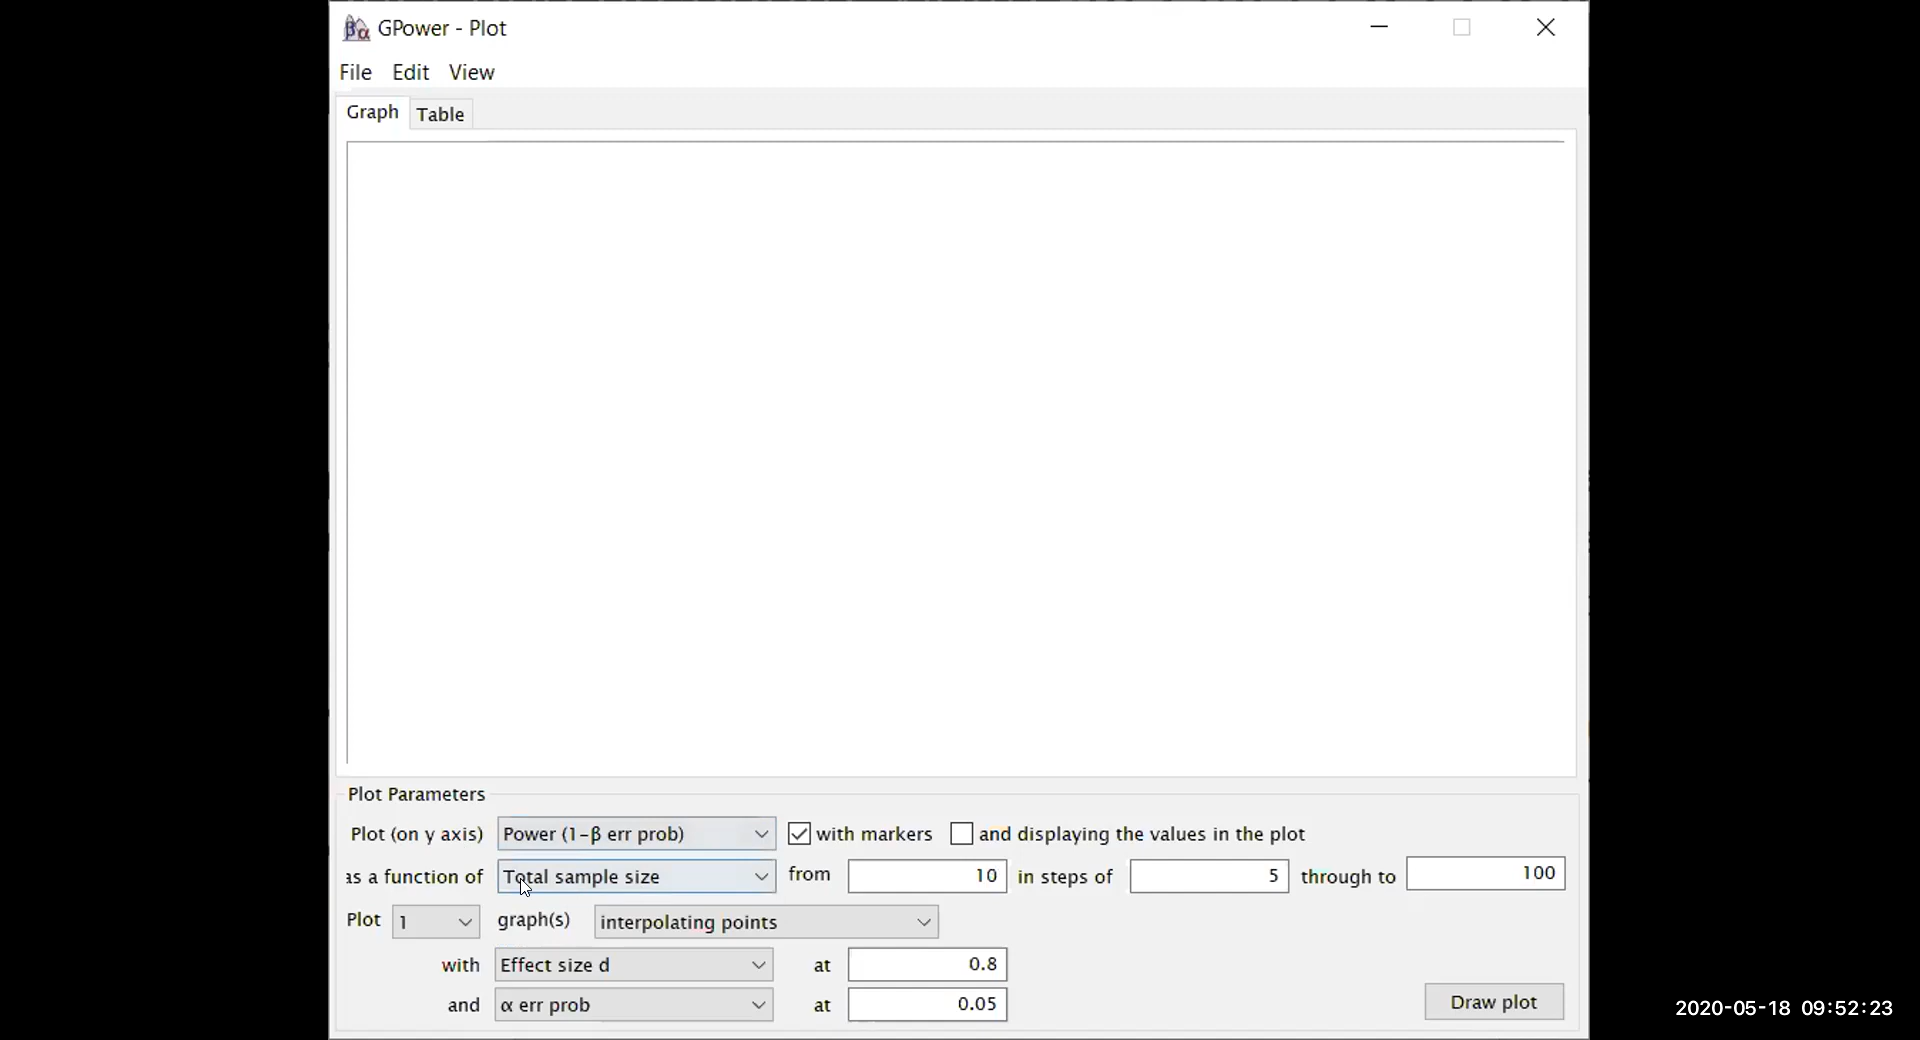 GPower - Plot
File Edit View
Graph Table
Plot Parameters
Plot (on y axis) Power (1-β err prob) with markers and displaying the values in the plot
as a function of Total sample size from 10 in steps of 5 through to 100
Plot 1 graph(s) interpolating points
with Effect size d at 0.8
and α err prob at 0.05
Draw plot
2020-05-18 09:52:23